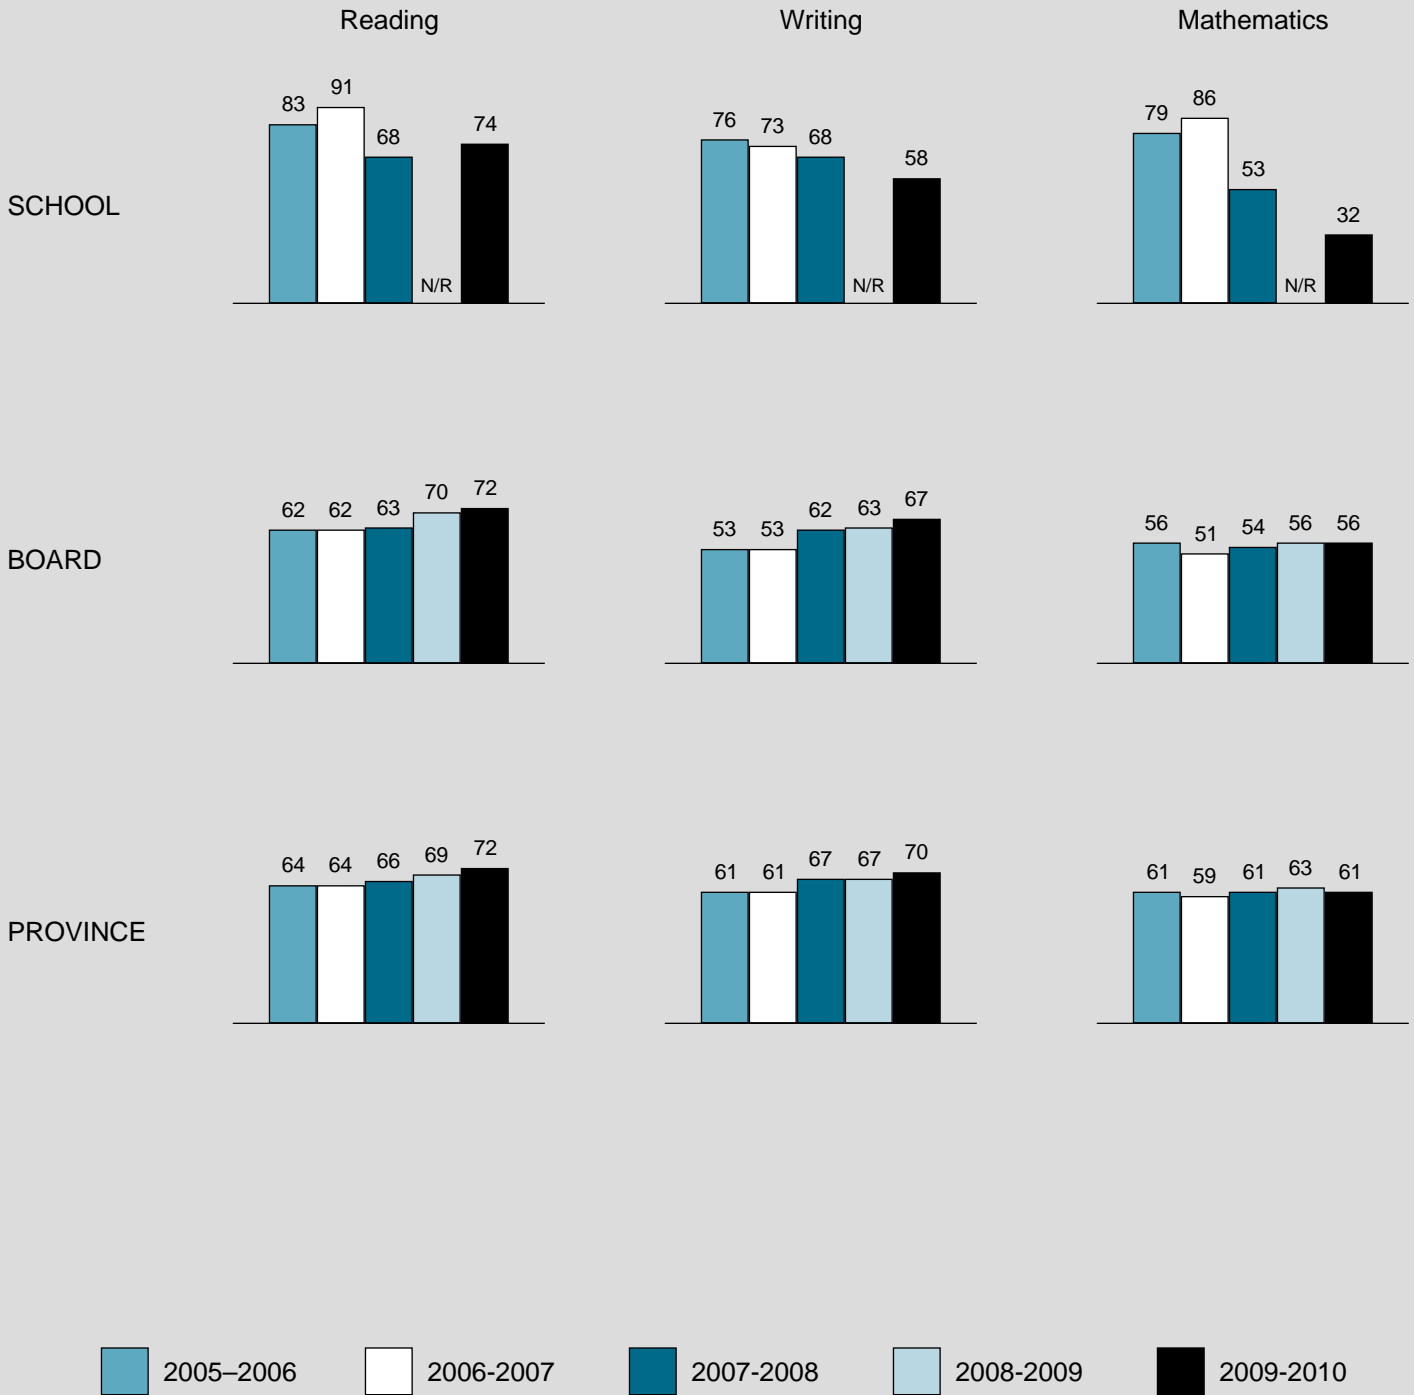 Reading Writing Mathematics
SCHOOL
83 91 68 N/R 74
76 73 68 N/R 58
79 86 53 N/R 32
BOARD
62 62 63 70 72
53 53 62 63 67
56 51 54 56 56
PROVINCE
64 64 66 69 72
61 61 67 67 70
61 59 61 63 61
2005–2006 2006-2007 2007-2008 2008-2009 2009-2010